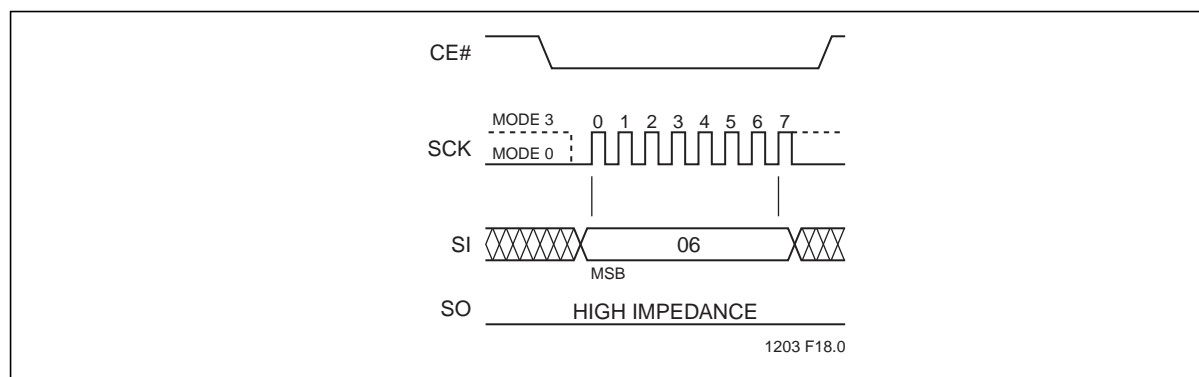 CE#
MODE 3
0 1 2 3 4 5 6 7
SCK
MODE 0
SI
06
MSB
SO
HIGH IMPEDANCE
1203 F18.0